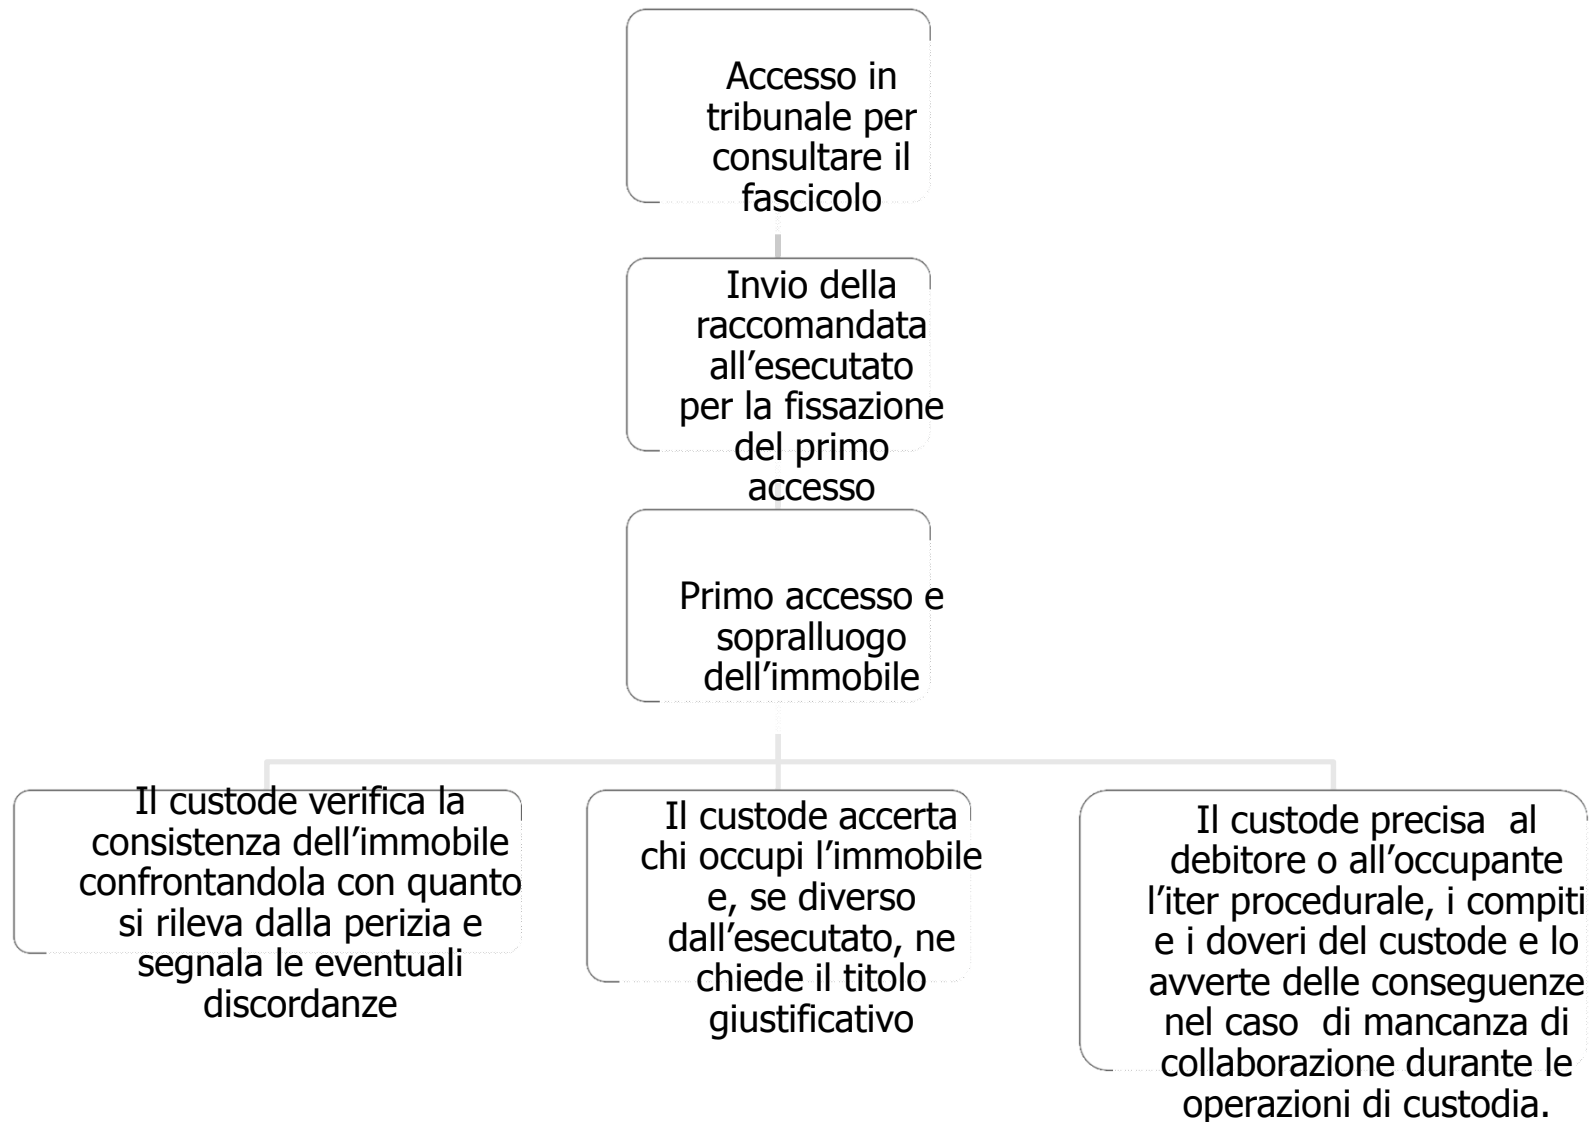 Accesso in
tribunale per
consultare il
fascicolo
Invio della
raccomandata
all’esecutato
per la fissazione
del primo
accesso
Primo accesso e
sopralluogo
dell’immobile
Il custode verifica la
consistenza dell’immobile
confrontandola con quanto
si rileva dalla perizia e
segnala le eventuali
discordanze
Il custode accerta
chi occupi l’immobile
e, se diverso
dall’esecutato, ne
chiede il titolo
giustificativo
Il custode precisa  al
debitore o all’occupante
l’iter procedurale, i compiti
e i doveri del custode e lo
avverte delle conseguenze
nel caso  di mancanza di
collaborazione durante le
operazioni di custodia.